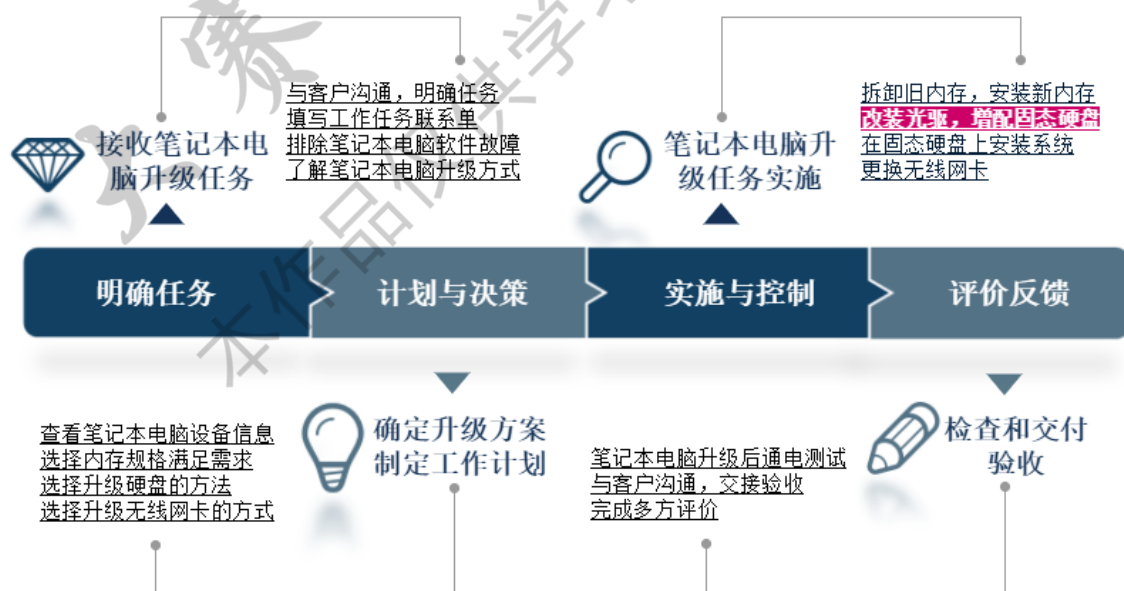 接收笔记本电
脑升级任务
与客户沟通，明确任务
填写工作任务联系单
排除笔记本电脑软件故障
了解笔记本电脑升级方式
笔记本电脑升
级任务实施
拆卸旧内存，安装新内存
改装光驱，增配固态硬盘
在固态硬盘上安装系统
更换无线网卡
明确任务
计划与决策
实施与控制
评价反馈
查看笔记本电脑设备信息
选择内存规格满足需求
选择升级硬盘的方法
选择升级无线网卡的方式
确定升级方案
制定工作计划
笔记本电脑升级后通电测试
与客户沟通，交接验收
完成多方评价
检查和交付
验收
赛
本作品仅供学